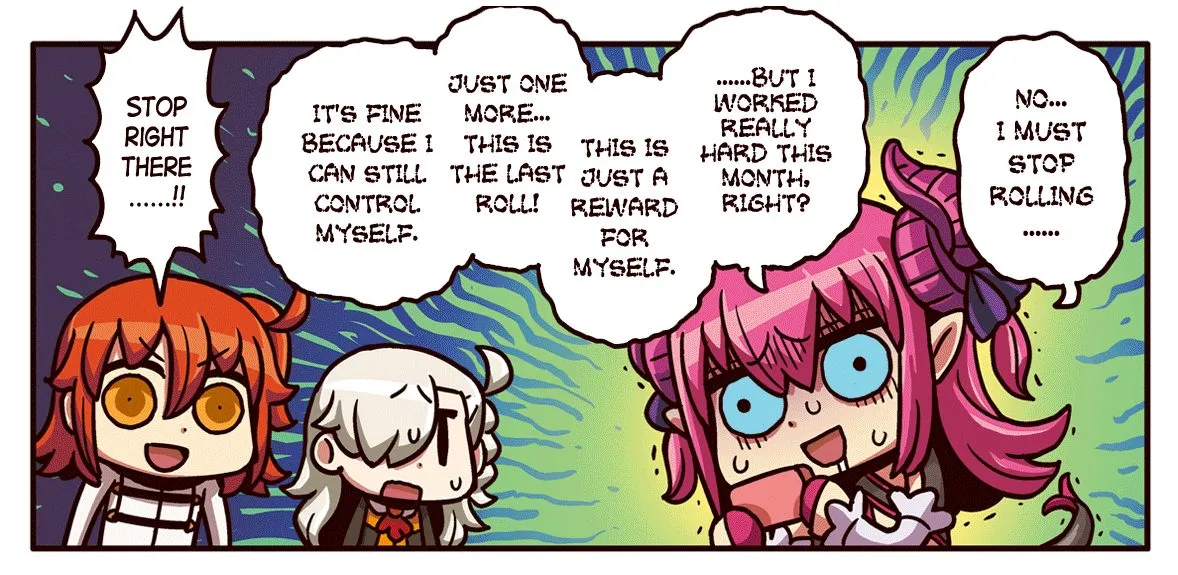 NO...
I MUST
STOP
ROLLING
......
......BUT I
WORKED
REALLY
HARD THIS
MONTH,
RIGHT?
THIS IS
JUST A
REWARD
FOR
MYSELF.
JUST ONE
MORE...
THIS IS
THE LAST
ROLL!
IT'S FINE
BECAUSE I
CAN STILL
CONTROL
MYSELF.
STOP
RIGHT
THERE
......!!